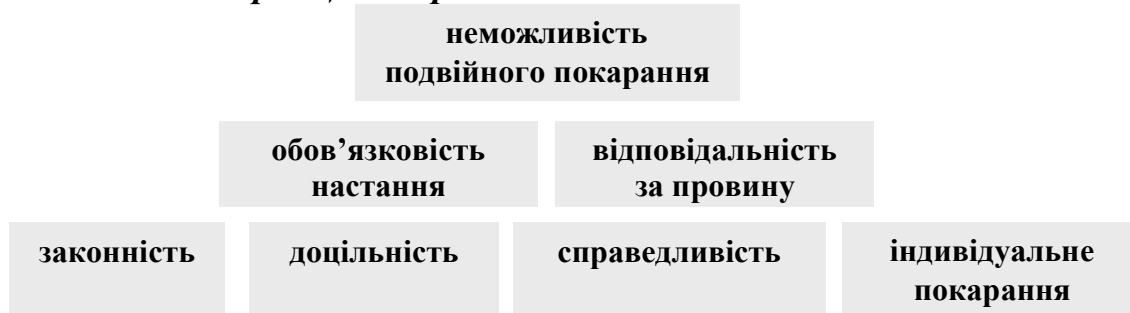 неможливість
подвійного покарання
обов’язковість
настання
відповідальність
за провину
законність
доцільність
справедливість
індивідуальне
покарання